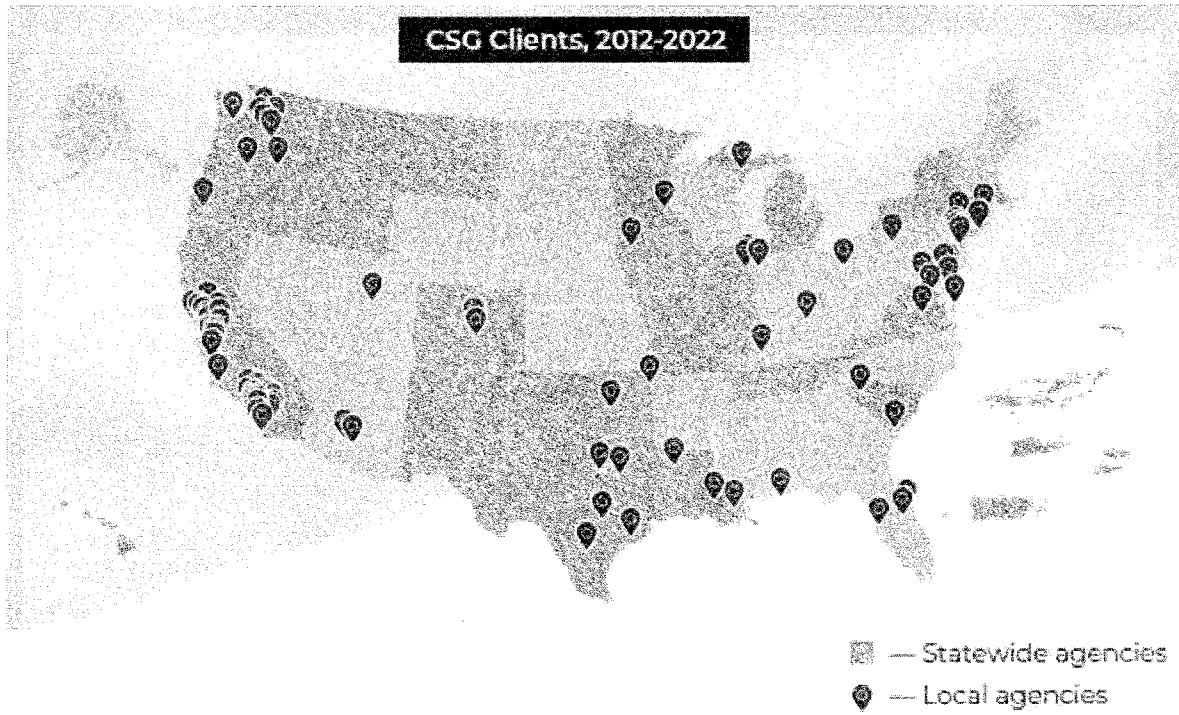 CSG Clients, 2012-2022
— Statewide agencies
— Local agencies